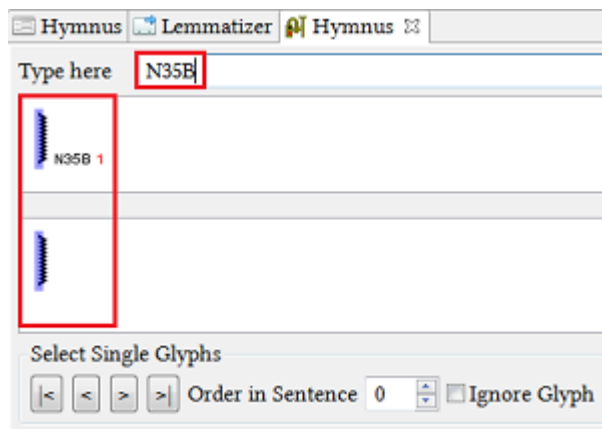 Hymnus Lemmatizer Hymnus
Type here N35B
N35B 1
Select Single Glyphs
|< < > >| Order in Sentence 0 Ignore Glyph